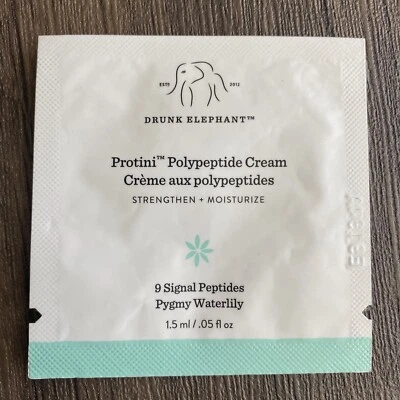 ESTD 2012
DRUNK ELEPHANT™
Protini™ Polypeptide Cream
Crème aux polypeptides
STRENGTHEN + MOISTURIZE
9 Signal Peptides
Pygmy Waterlily
1.5 ml / .05 fl oz